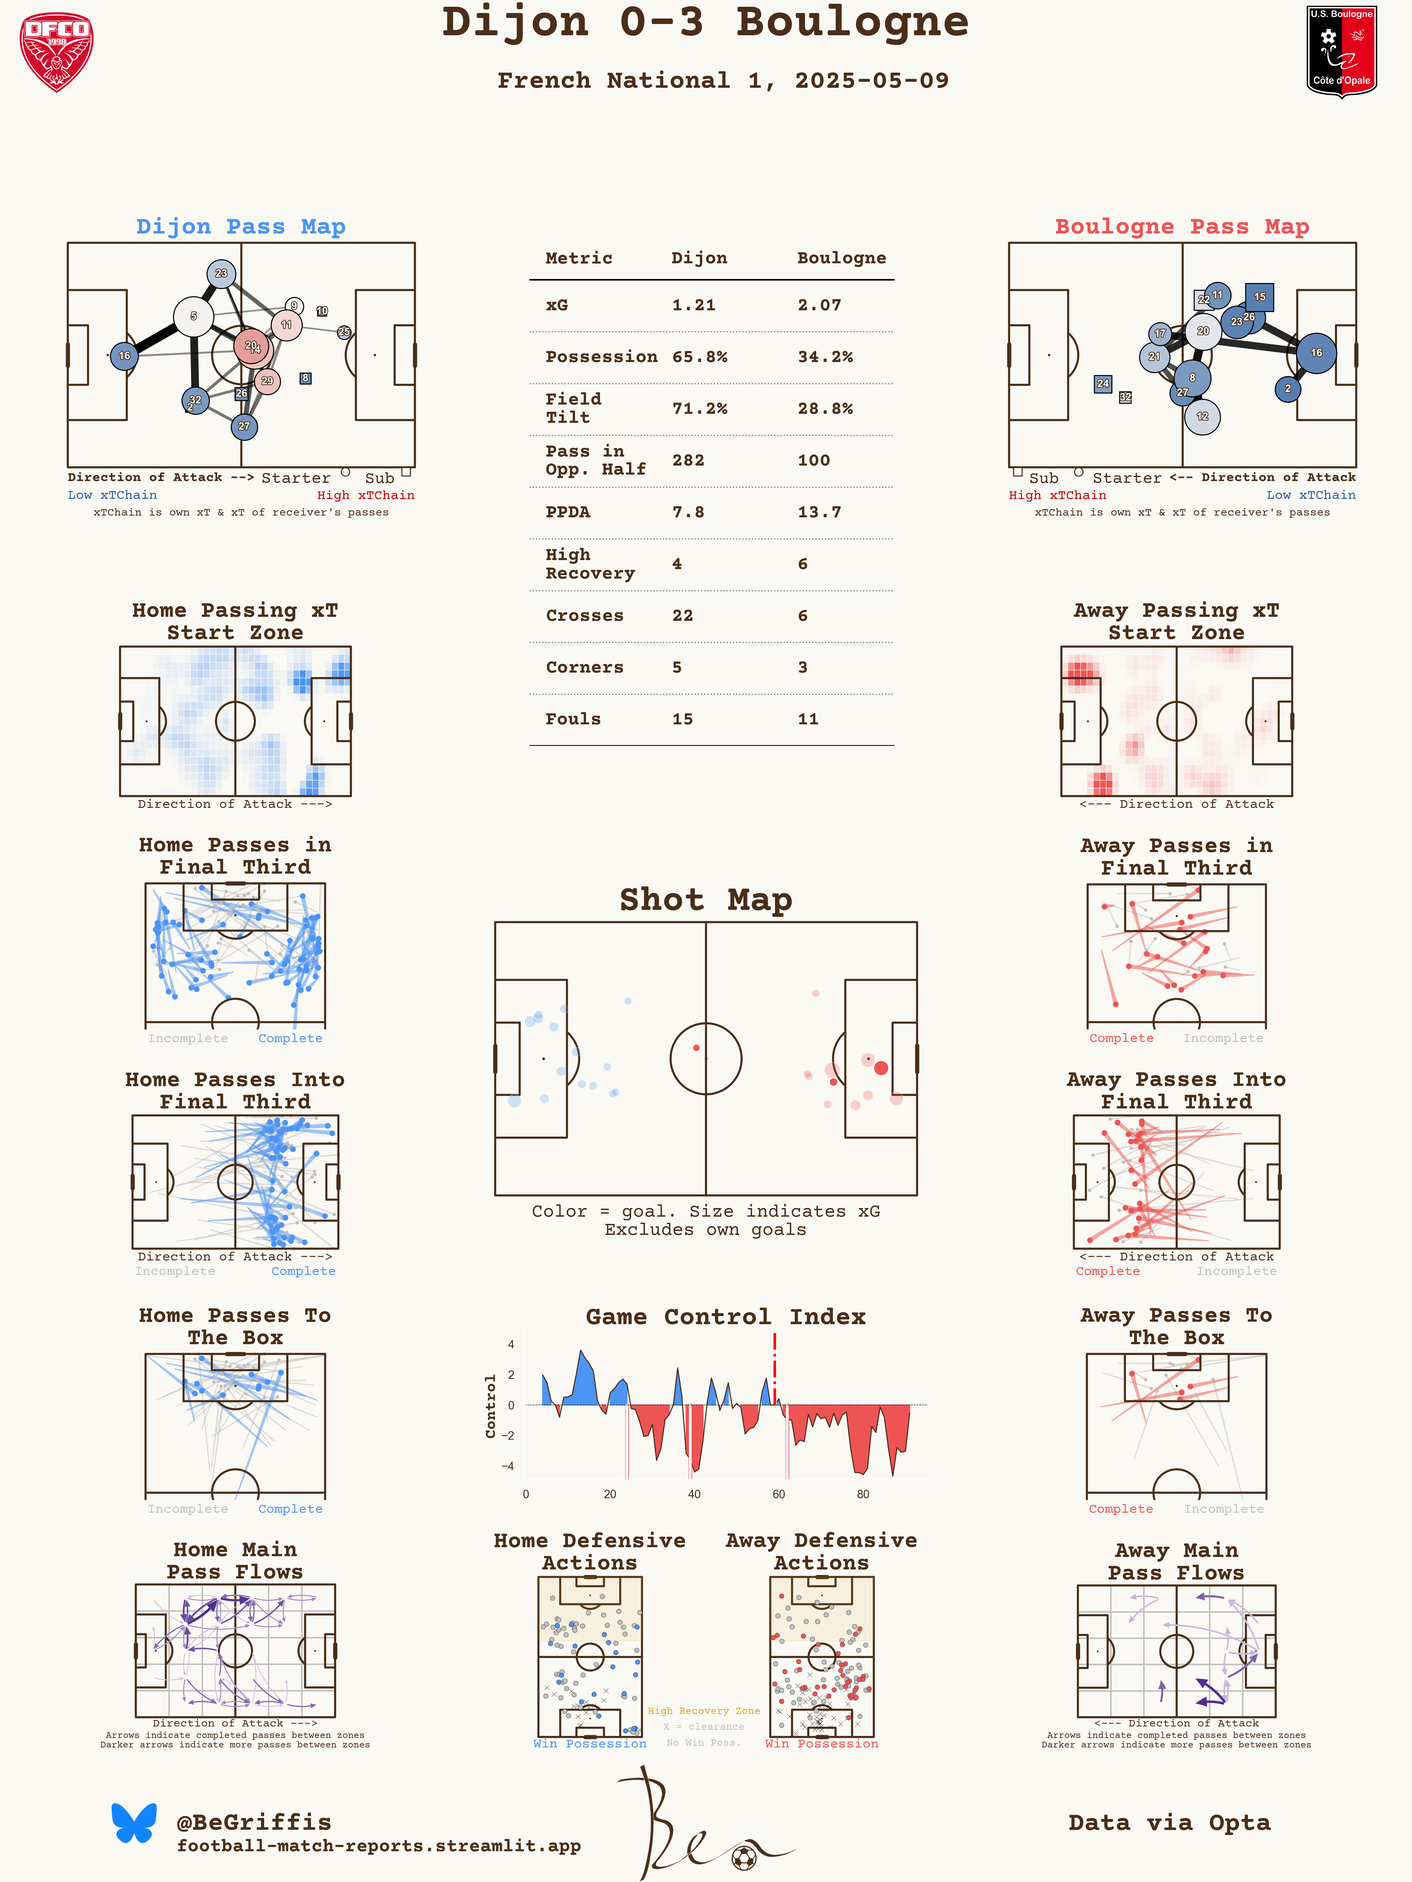 Dijon 0-3 Boulogne
French National 1, 2025-05-09
DFCO
1998
U.S. Boulogne
Côte d'Opale
Dijon Pass Map
23
5
9
10
11
25
20
14
16
29
8
26
32
2
27
Direction of Attack --> Starter Sub
Low xTChain High xTChain
xTChain is own xT & xT of receiver's passes
Metric Dijon Boulogne
xG 1.21 2.07
Possession 65.8% 34.2%
Field
Tilt 71.2% 28.8%
Pass in
Opp. Half 282 100
PPDA 7.8 13.7
High
Recovery 4 6
Crosses 22 6
Corners 5 3
Fouls 15 11
Boulogne Pass Map
22
11
15
26
23
17
20
21
16
8
24
2
27
32
12
Sub Starter <-- Direction of Attack
High xTChain Low xTChain
xTChain is own xT & xT of receiver's passes
Home Passing xT
Start Zone
Direction of Attack --->
Away Passing xT
Start Zone
<--- Direction of Attack
Home Passes in
Final Third
Incomplete Complete
Away Passes in
Final Third
Complete Incomplete
Shot Map
Color = goal. Size indicates xG
Excludes own goals
Home Passes Into
Final Third
Direction of Attack --->
Incomplete Complete
Away Passes Into
Final Third
<--- Direction of Attack
Complete Incomplete
Home Passes To
The Box
Incomplete Complete
Game Control Index
Control
4
2
0
−2
−4
0 20 40 60 80
Away Passes To
The Box
Complete Incomplete
Home Main
Pass Flows
Direction of Attack --->
Arrows indicate completed passes between zones
Darker arrows indicate more passes between zones
Home Defensive
Actions
Win Possession
High Recovery Zone
X = clearance
No Win Poss.
Away Defensive
Actions
Win Possession
Away Main
Pass Flows
<--- Direction of Attack
Arrows indicate completed passes between zones
Darker arrows indicate more passes between zones
@BeGriffis
football-match-reports.streamlit.app
Ben
Data via Opta